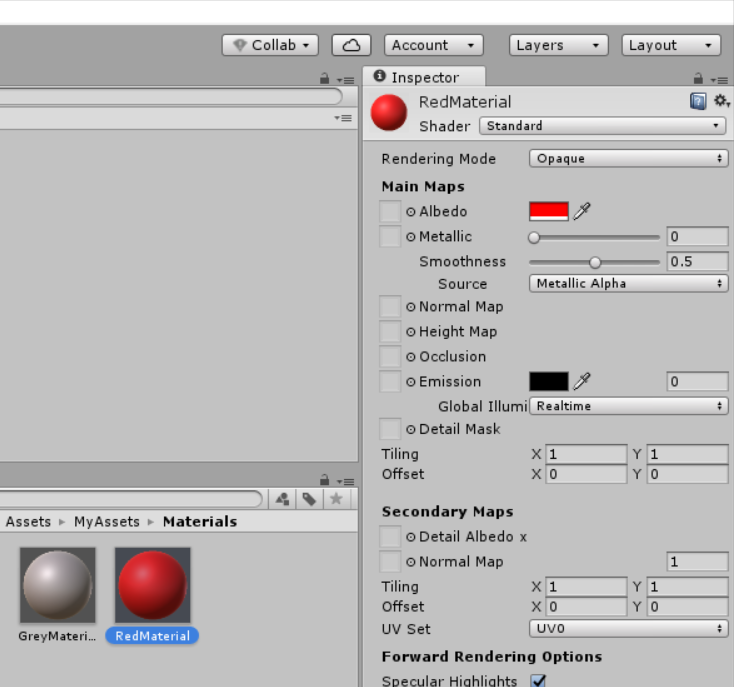 Collab Account Layers Layout
Inspector
RedMaterial
Shader Standard
Rendering Mode Opaque
Main Maps
Albedo
Metallic 0
Smoothness 0.5
Source Metallic Alpha
Normal Map
Height Map
Occlusion
Emission 0
Global Illumi Realtime
Detail Mask
Tiling X 1 Y 1
Offset X 0 Y 0
Secondary Maps
Detail Albedo x
Normal Map 1
Tiling X 1 Y 1
Offset X 0 Y 0
UV Set UV0
Forward Rendering Options
Specular Highlights
Assets MyAssets Materials
GreyMateri... RedMaterial